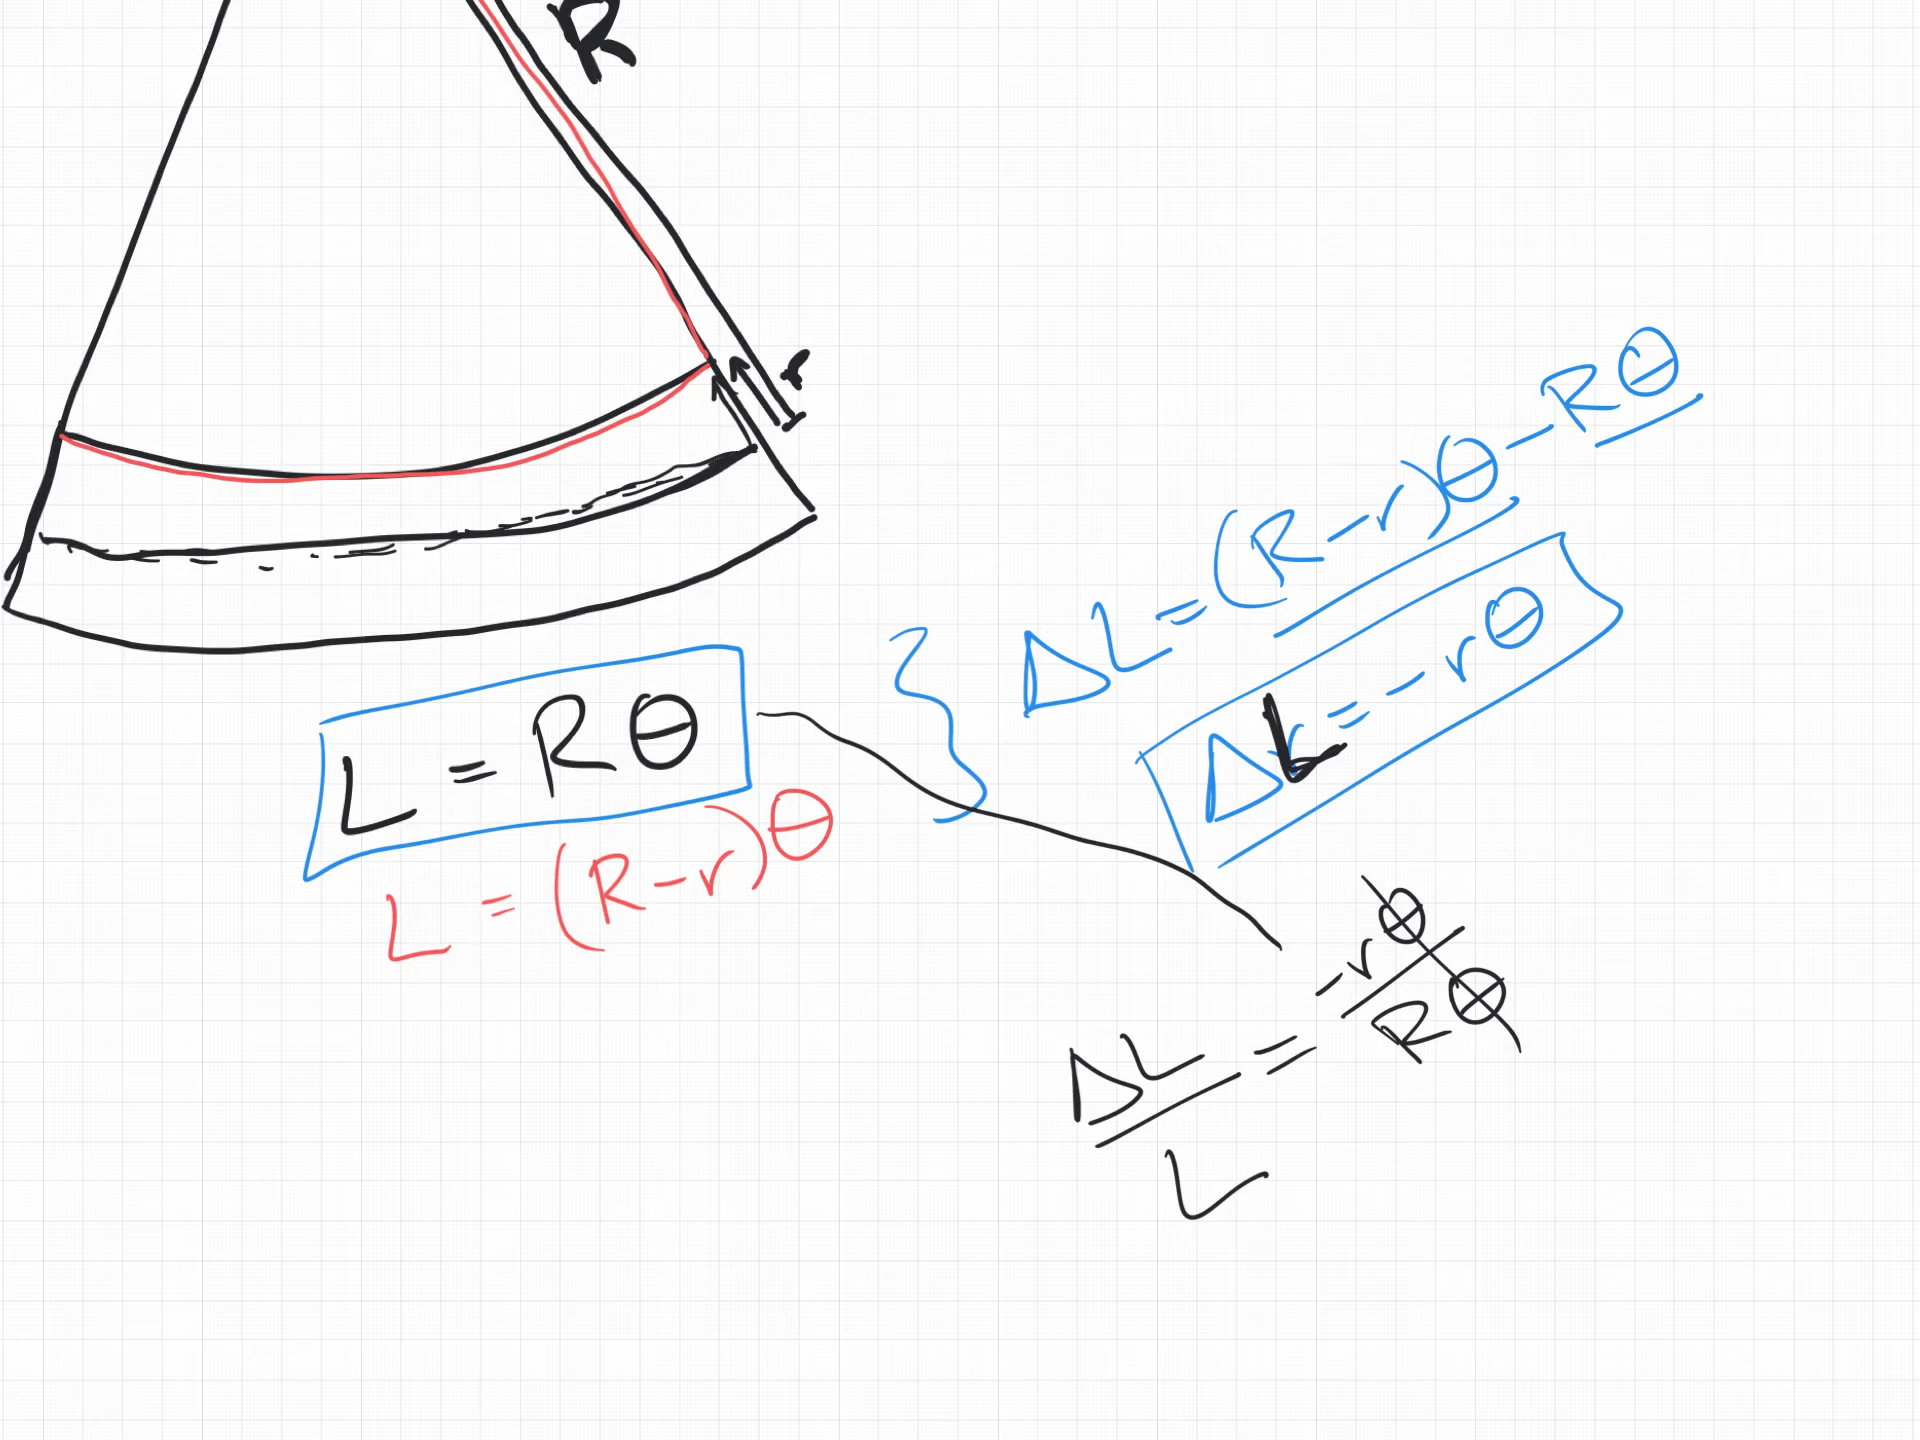 R
r
ΔL = (R - r)θ - Rθ
ΔL = - rθ
L = Rθ
L = (R - r)θ
ΔL/L = -rθ/Rθ